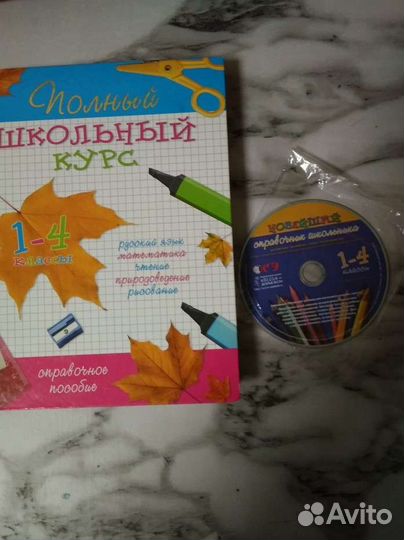 Полный
ШКОЛЬНЫЙ
КУРС
1-4
классы
русский язык
математика
чтение
природоведение
рисование
справочное
пособие
НОВЕЙШИЙ
справочник школьника
1-4
классы
Avito